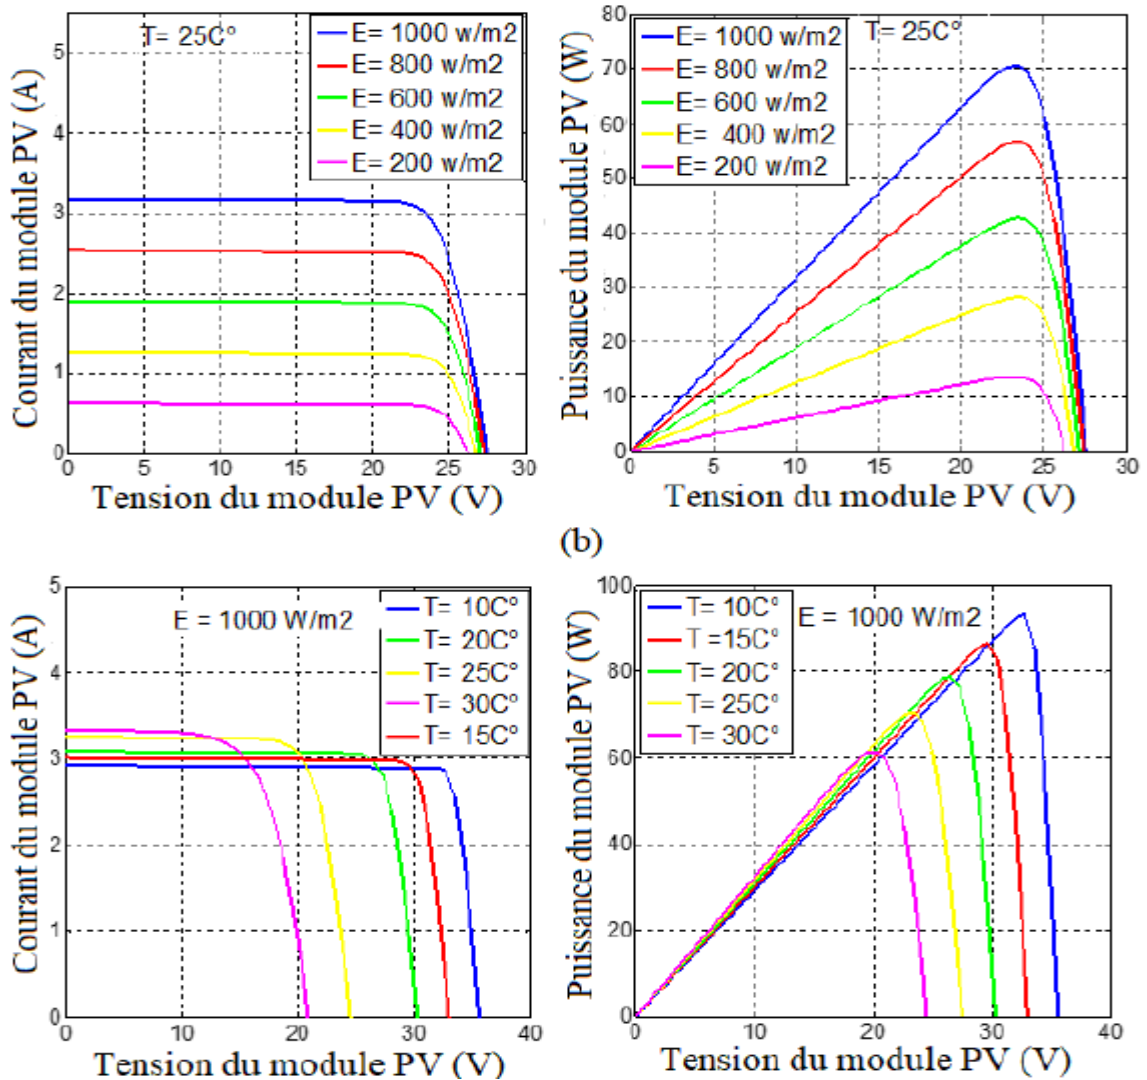 T= 25C°
E= 1000 w/m2
E= 800 w/m2
E= 600 w/m2
E= 400 w/m2
E= 200 w/m2
Courant du module PV (A)
5
4
3
2
1
0
0 5 10 15 20 25 30
Tension du module PV (V)
E= 1000 w/m2
E= 800 w/m2
E= 600 w/m2
E= 400 w/m2
E= 200 w/m2
T= 25C°
Puissance du module PV (W)
80
70
60
50
40
30
20
10
0
0 5 10 15 20 25 30
Tension du module PV (V)
(b)
E = 1000 W/m2
T= 10C°
T= 20C°
T= 25C°
T= 30C°
T= 15C°
Courant du module PV (A)
5
4
3
2
1
0
0 10 20 30 40
Tension du module PV (V)
T= 10C°
T =15C°
T= 20C°
T= 25C°
T= 30C°
E = 1000 W/m2
Puissance du module PV (W)
100
80
60
40
20
0
0 10 20 30 40
Tension du module PV (V)